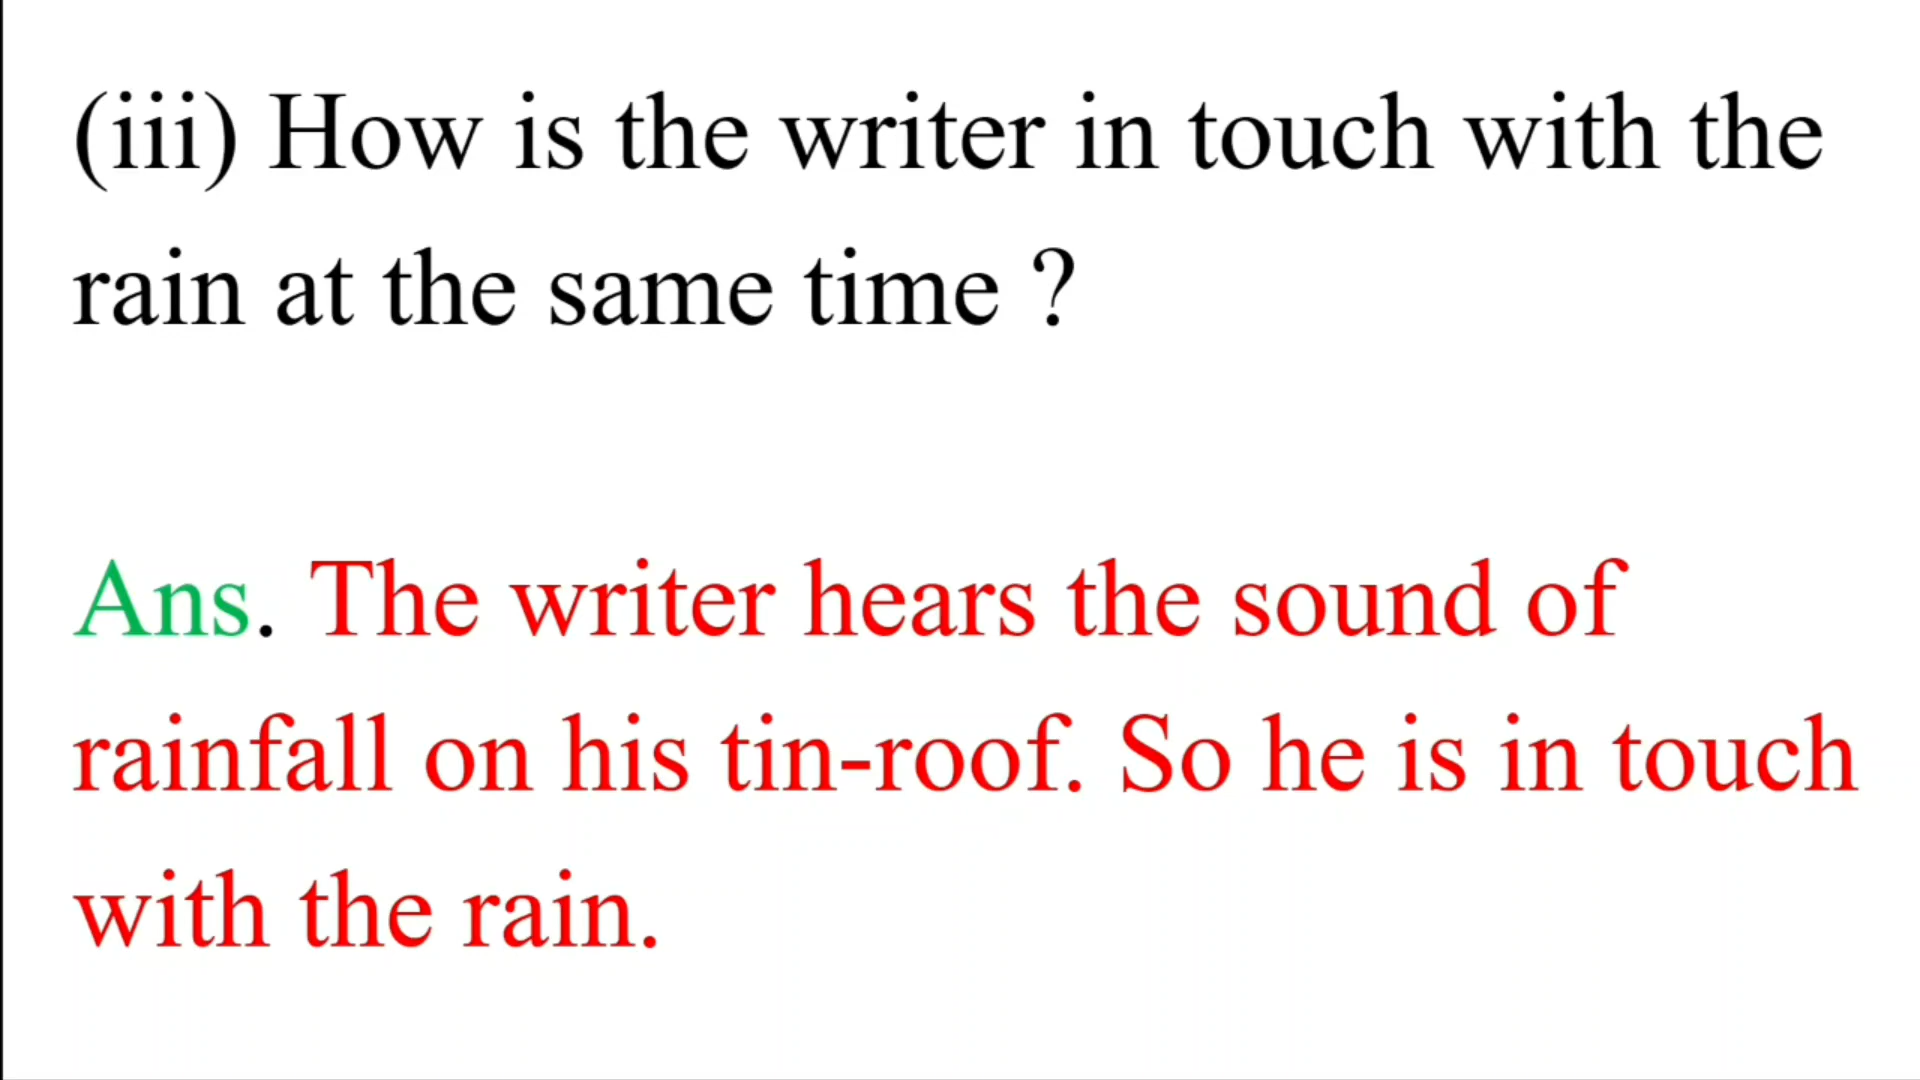 (iii) How is the writer in touch with the
rain at the same time ?
Ans. The writer hears the sound of
rainfall on his tin-roof. So he is in touch
with the rain.